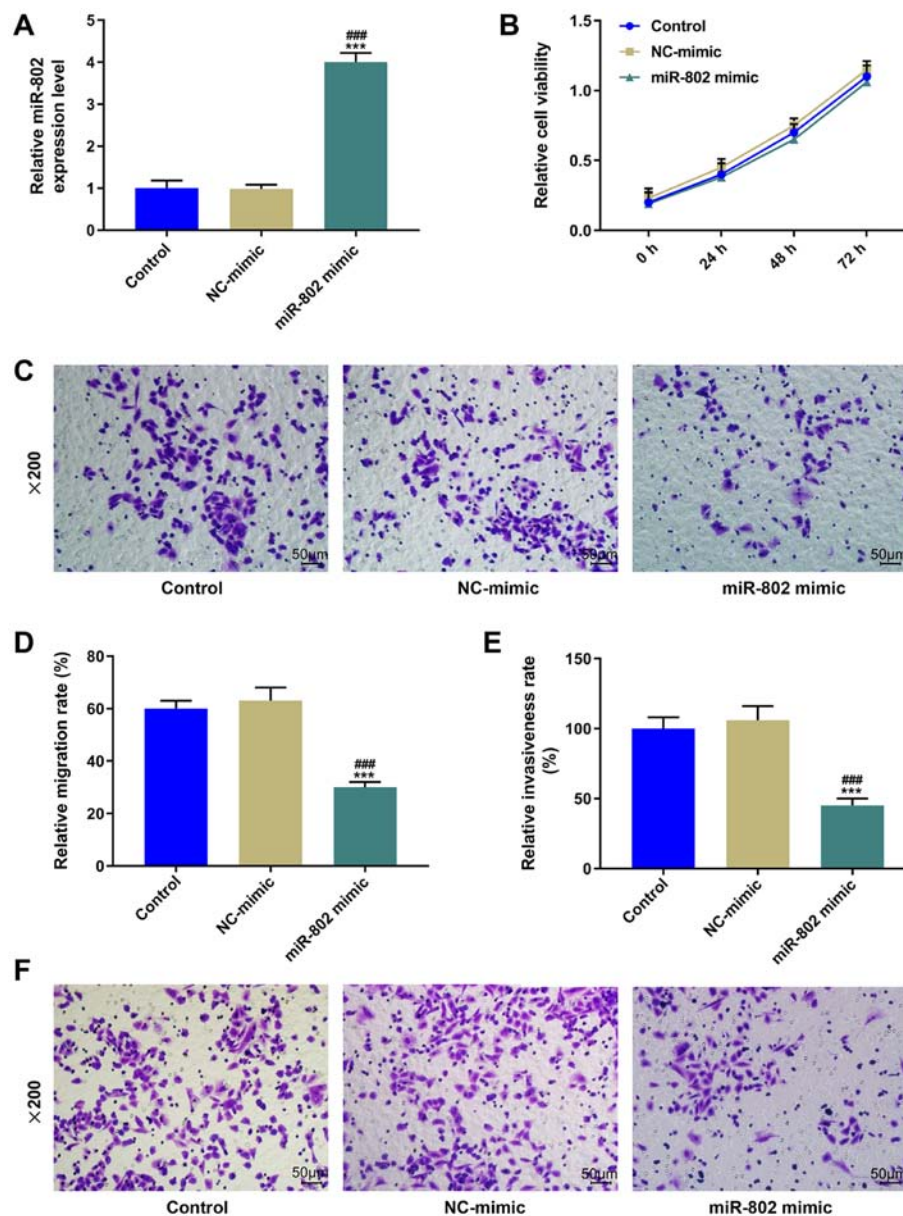 A
Relative miR-802
expression level
5
4
3
2
1
0
###
***
Control
NC-mimic
miR-802 mimic
B
Relative cell viability
1.5
1.0
0.5
0.0
Control
NC-mimic
miR-802 mimic
0 h
24 h
48 h
72 h
C
×200
50μm
50μm
50μm
Control
NC-mimic
miR-802 mimic
D
Relative migration rate (%)
80
60
40
20
0
###
***
Control
NC-mimic
miR-802 mimic
E
Relative invasiveness rate
(%)
150
100
50
0
###
***
Control
NC-mimic
miR-802 mimic
F
×200
50μm
50μm
50μm
Control
NC-mimic
miR-802 mimic